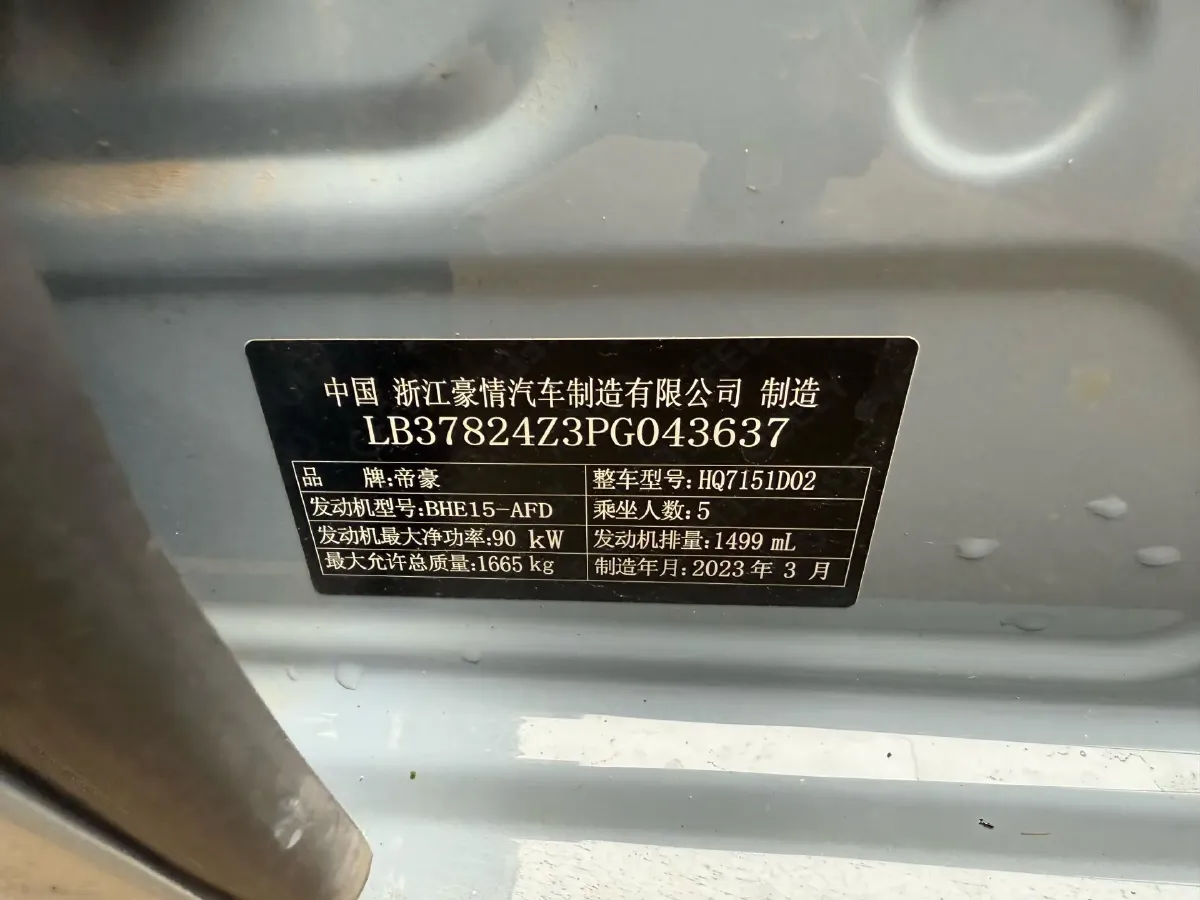 中国 浙江豪情汽车制造有限公司 制造
LB37824Z3PG043637
品 牌:帝豪 整车型号:HQ7151D02
发动机型号:BHE15-AFD 乘坐人数:5
发动机最大净功率:90 kW 发动机排量:1499 mL
最大允许总质量:1665 kg 制造年月:2023 年 3 月